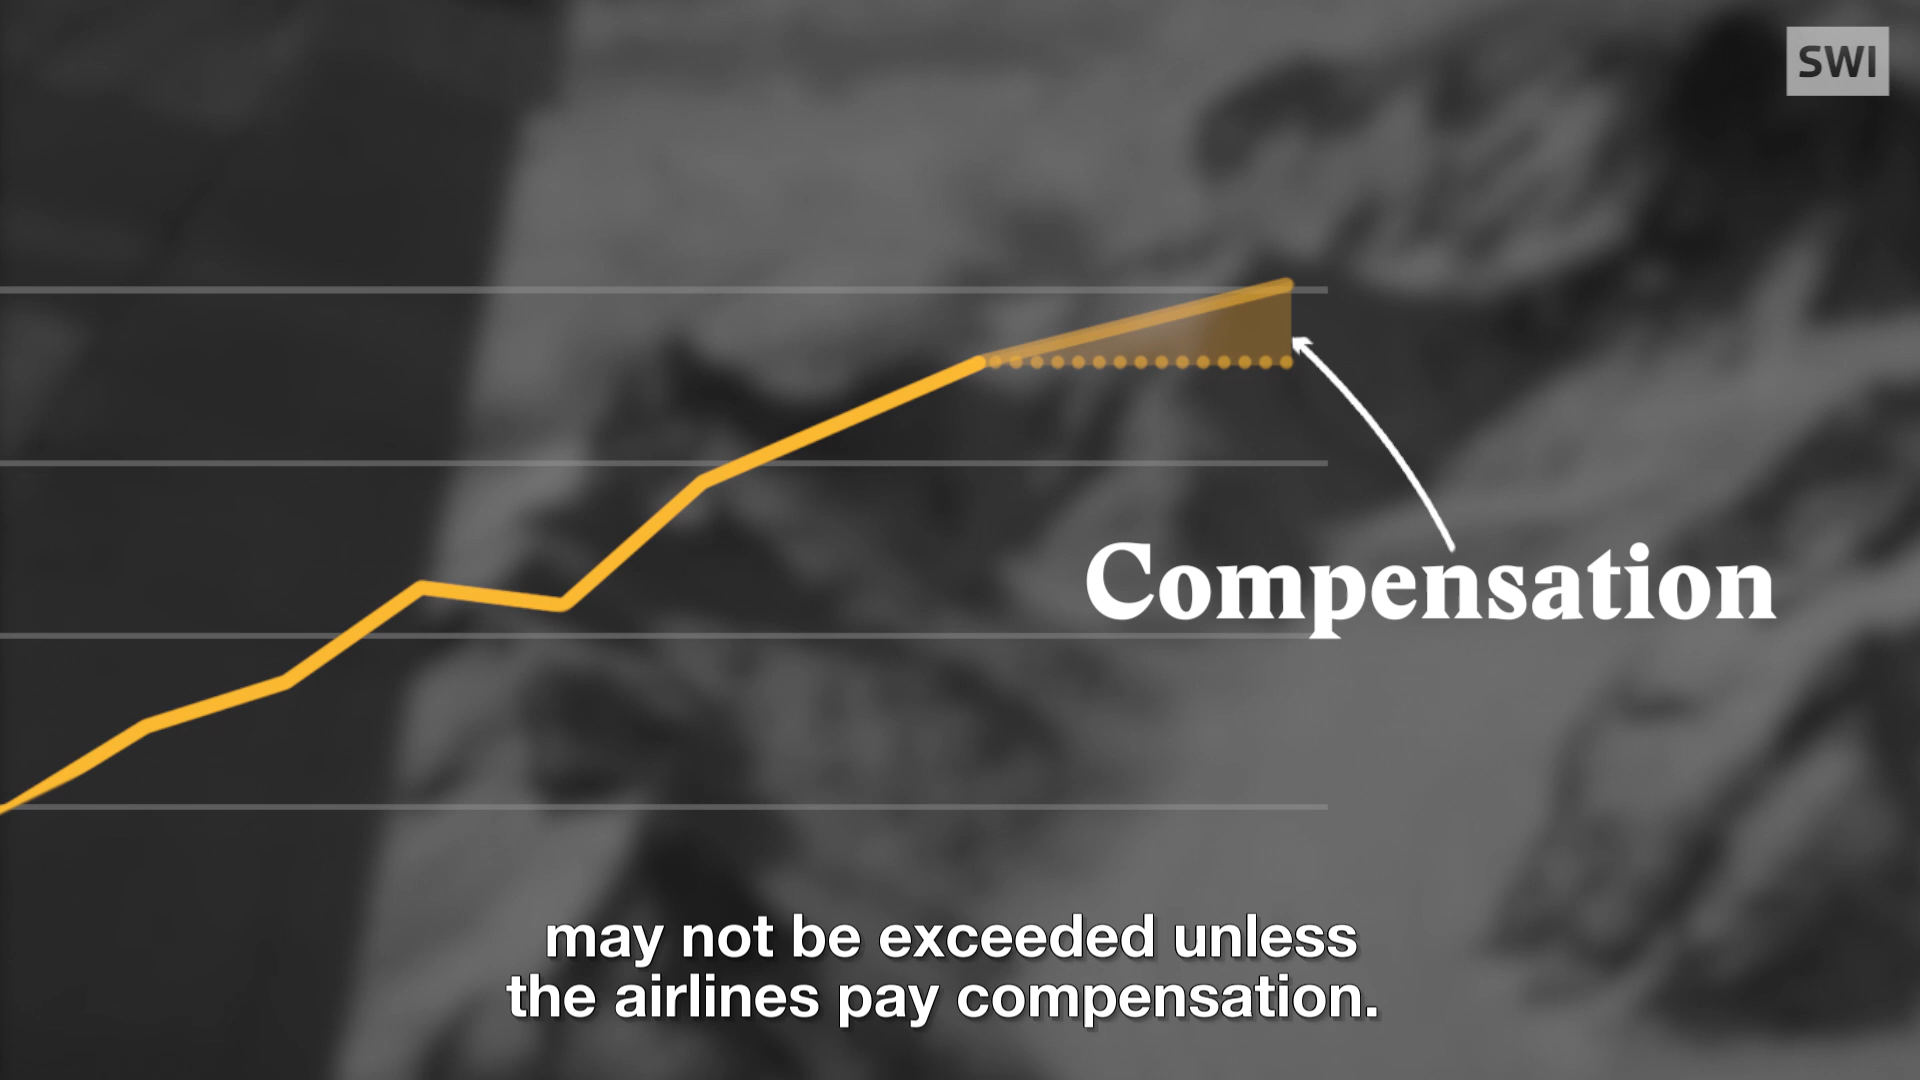 SWI
Compensation
may not be exceeded unless
the airlines pay compensation.